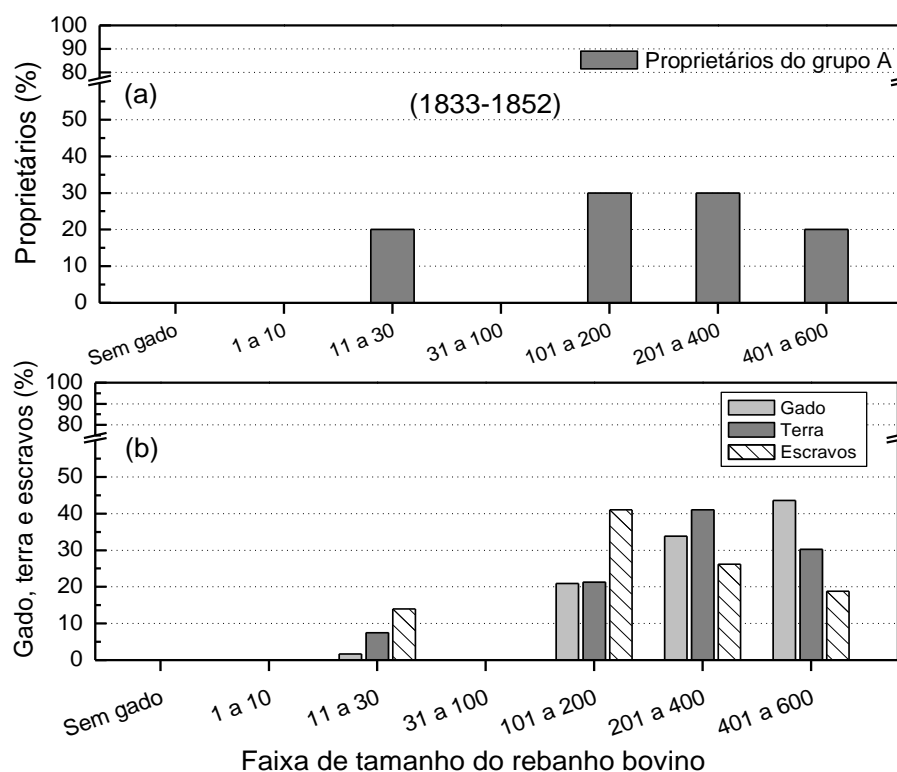 100
90
80
50
40
30
20
10
0
Proprietários (%)
(a)
(1833-1852)
Proprietários do grupo A
Sem gado
1 a 10
11 a 30
31 a 100
101 a 200
201 a 400
401 a 600
100
90
80
50
40
30
20
10
0
Gado, terra e escravos (%)
(b)
Gado
Terra
Escravos
Sem gado
1 a 10
11 a 30
31 a 100
101 a 200
201 a 400
401 a 600
Faixa de tamanho do rebanho bovino